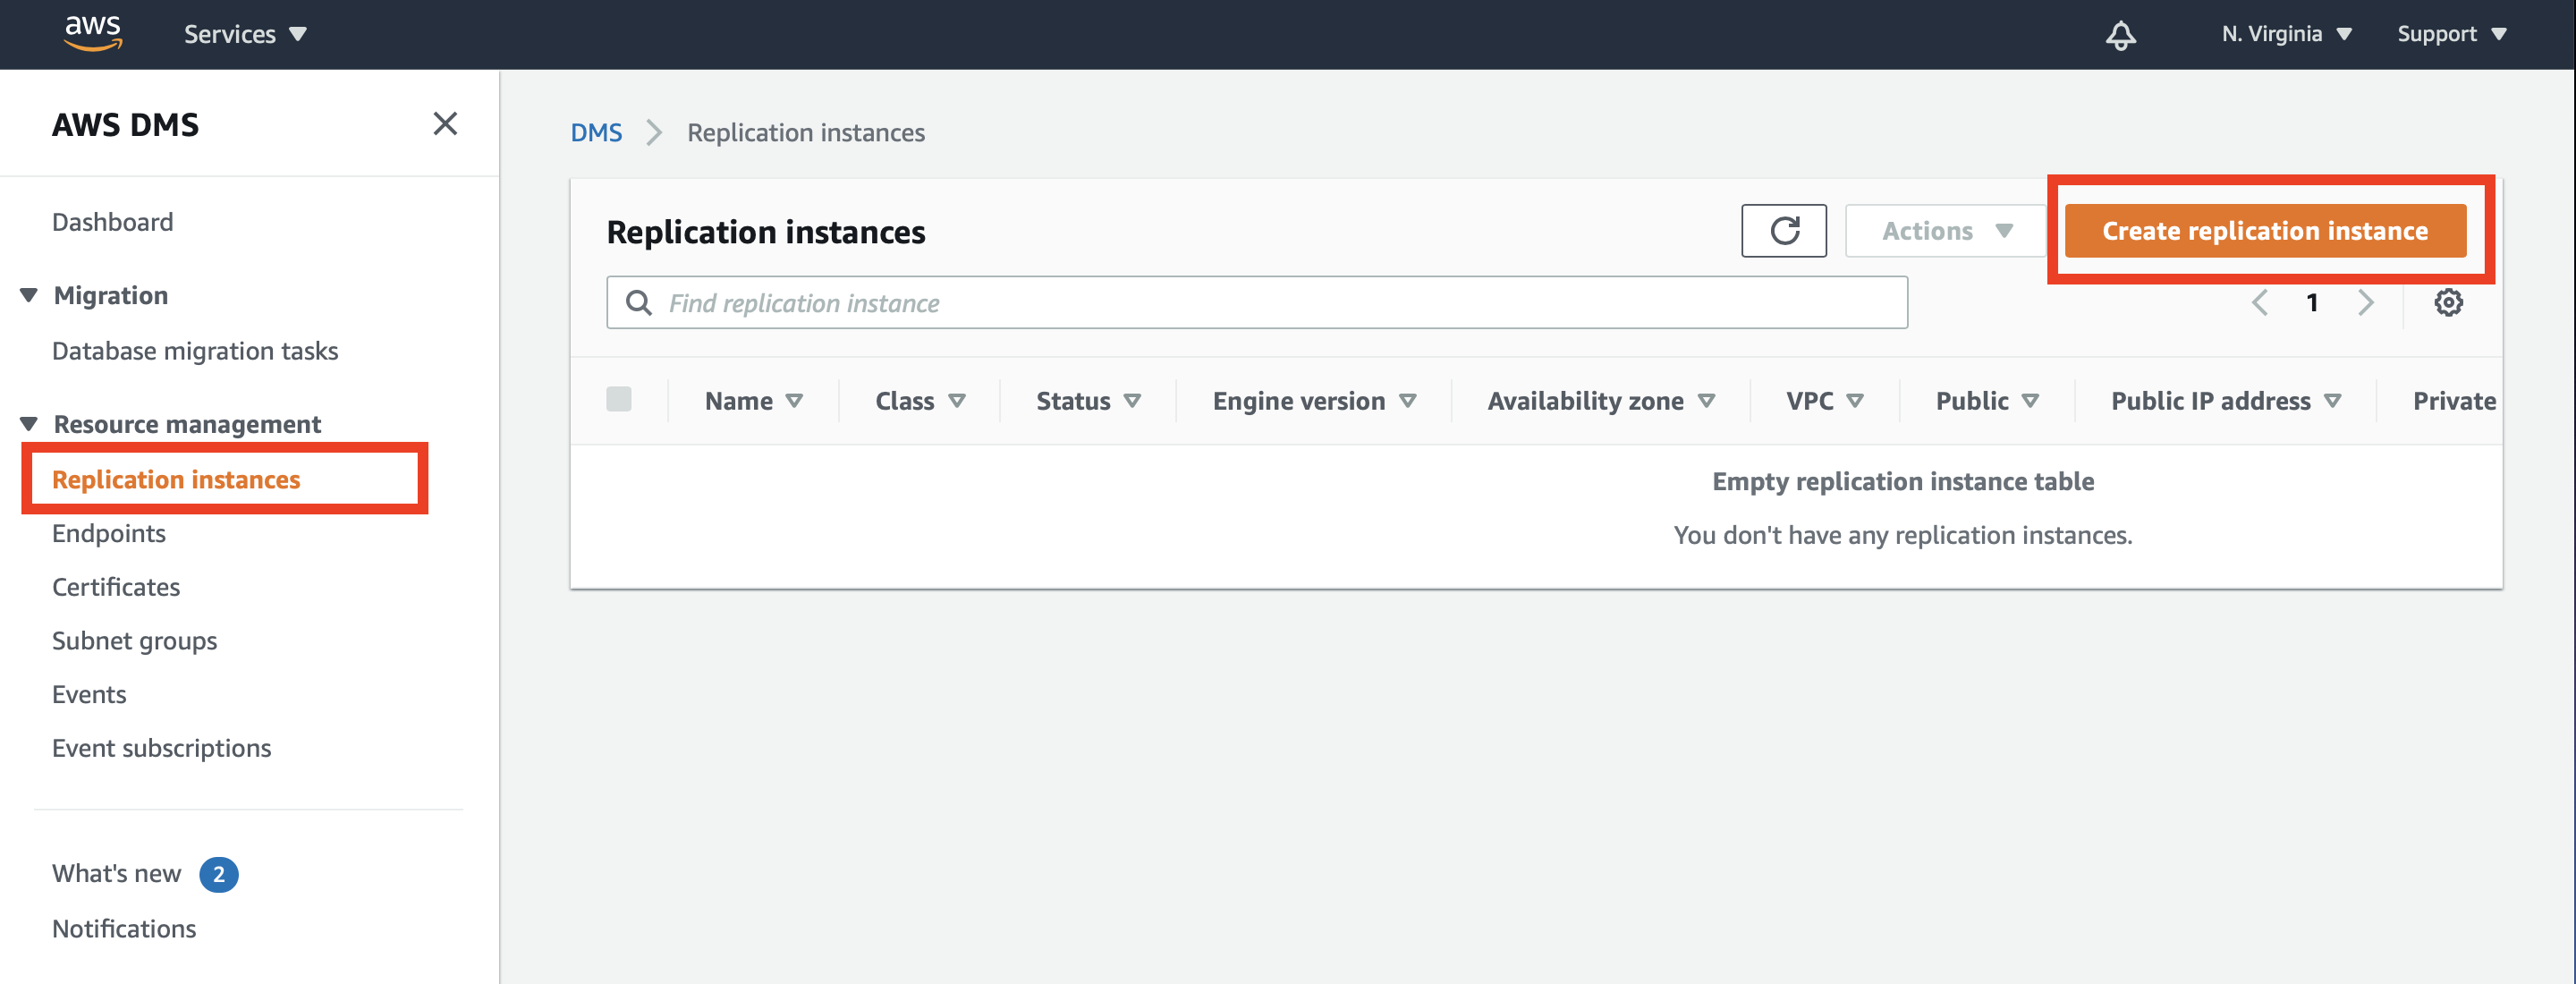 aws
Services
N. Virginia
Support
AWS DMS
Dashboard
Migration
Database migration tasks
Resource management
Replication instances
Endpoints
Certificates
Subnet groups
Events
Event subscriptions
What's new 2
Notifications
DMS Replication instances
Replication instances
Actions
Create replication instance
Find replication instance
1
Name Class Status Engine version Availability zone VPC Public Public IP address Private
Empty replication instance table
You don't have any replication instances.